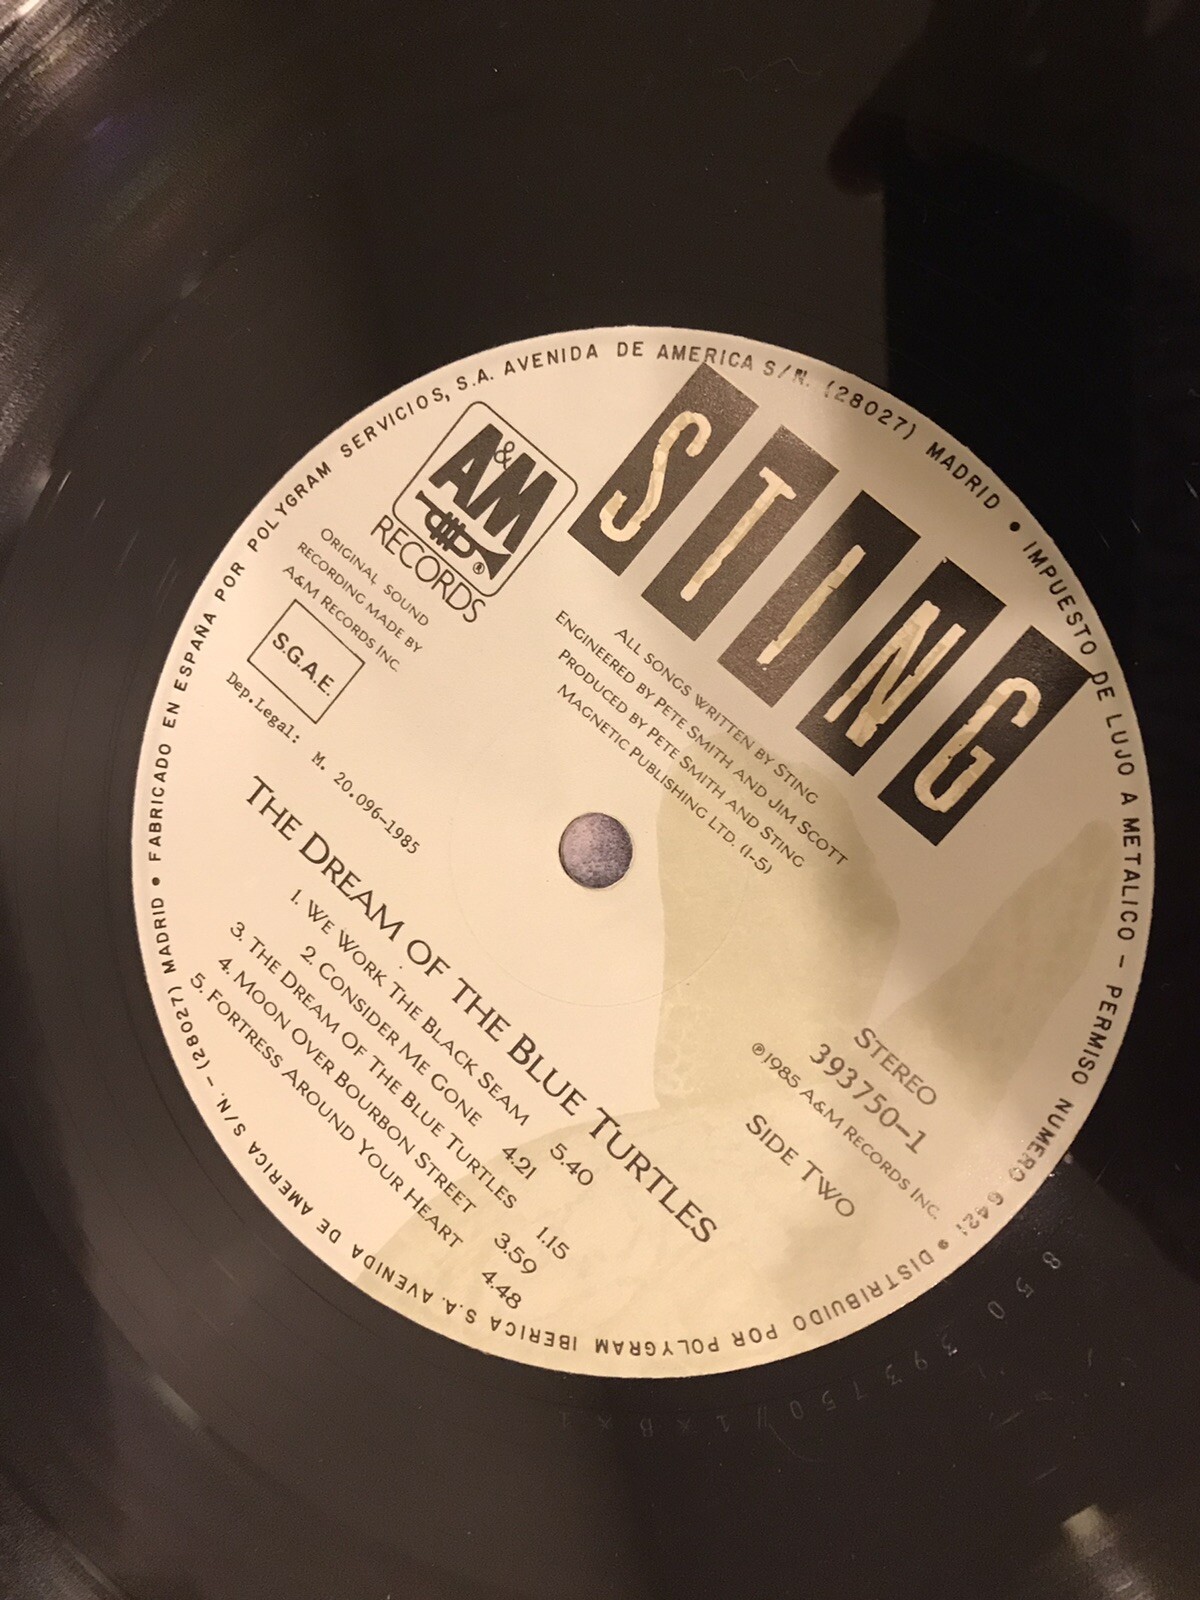 FABRICADO EN ESPAÑA POR POLYGRAM SERVICIOS, S.A. AVENIDA DE AMERICA S/N. (28027) MADRID • IMPUESTO DE LUJO A METALICO – PERMISO NUMERO 642 • DISTRIBUIDO POR POLYGRAM IBERICA S.A. AVENIDA DE AMERICA S/N. – (28027) MADRID •
STING
A&M
®
RECORDS
ORIGINAL SOUND
RECORDING MADE BY
A&M RECORDS INC.
S.G.A.E.
Dep.Legal: M. 20.096-1985
ALL SONGS WRITTEN BY STING
ENGINEERED BY PETE SMITH AND JIM SCOTT
PRODUCED BY PETE SMITH AND STING
MAGNETIC PUBLISHING LTD. (1-5)
THE DREAM OF THE BLUE TURTLES
1. WE WORK THE BLACK SEAM 5.40
2. CONSIDER ME GONE 4.21
3. THE DREAM OF THE BLUE TURTLES 1.15
4. MOON OVER BOURBON STREET 3.59
5. FORTRESS AROUND YOUR HEART 4.48
STEREO
393750-1
℗1985 A&M RECORDS INC.
SIDE TWO
850 393750